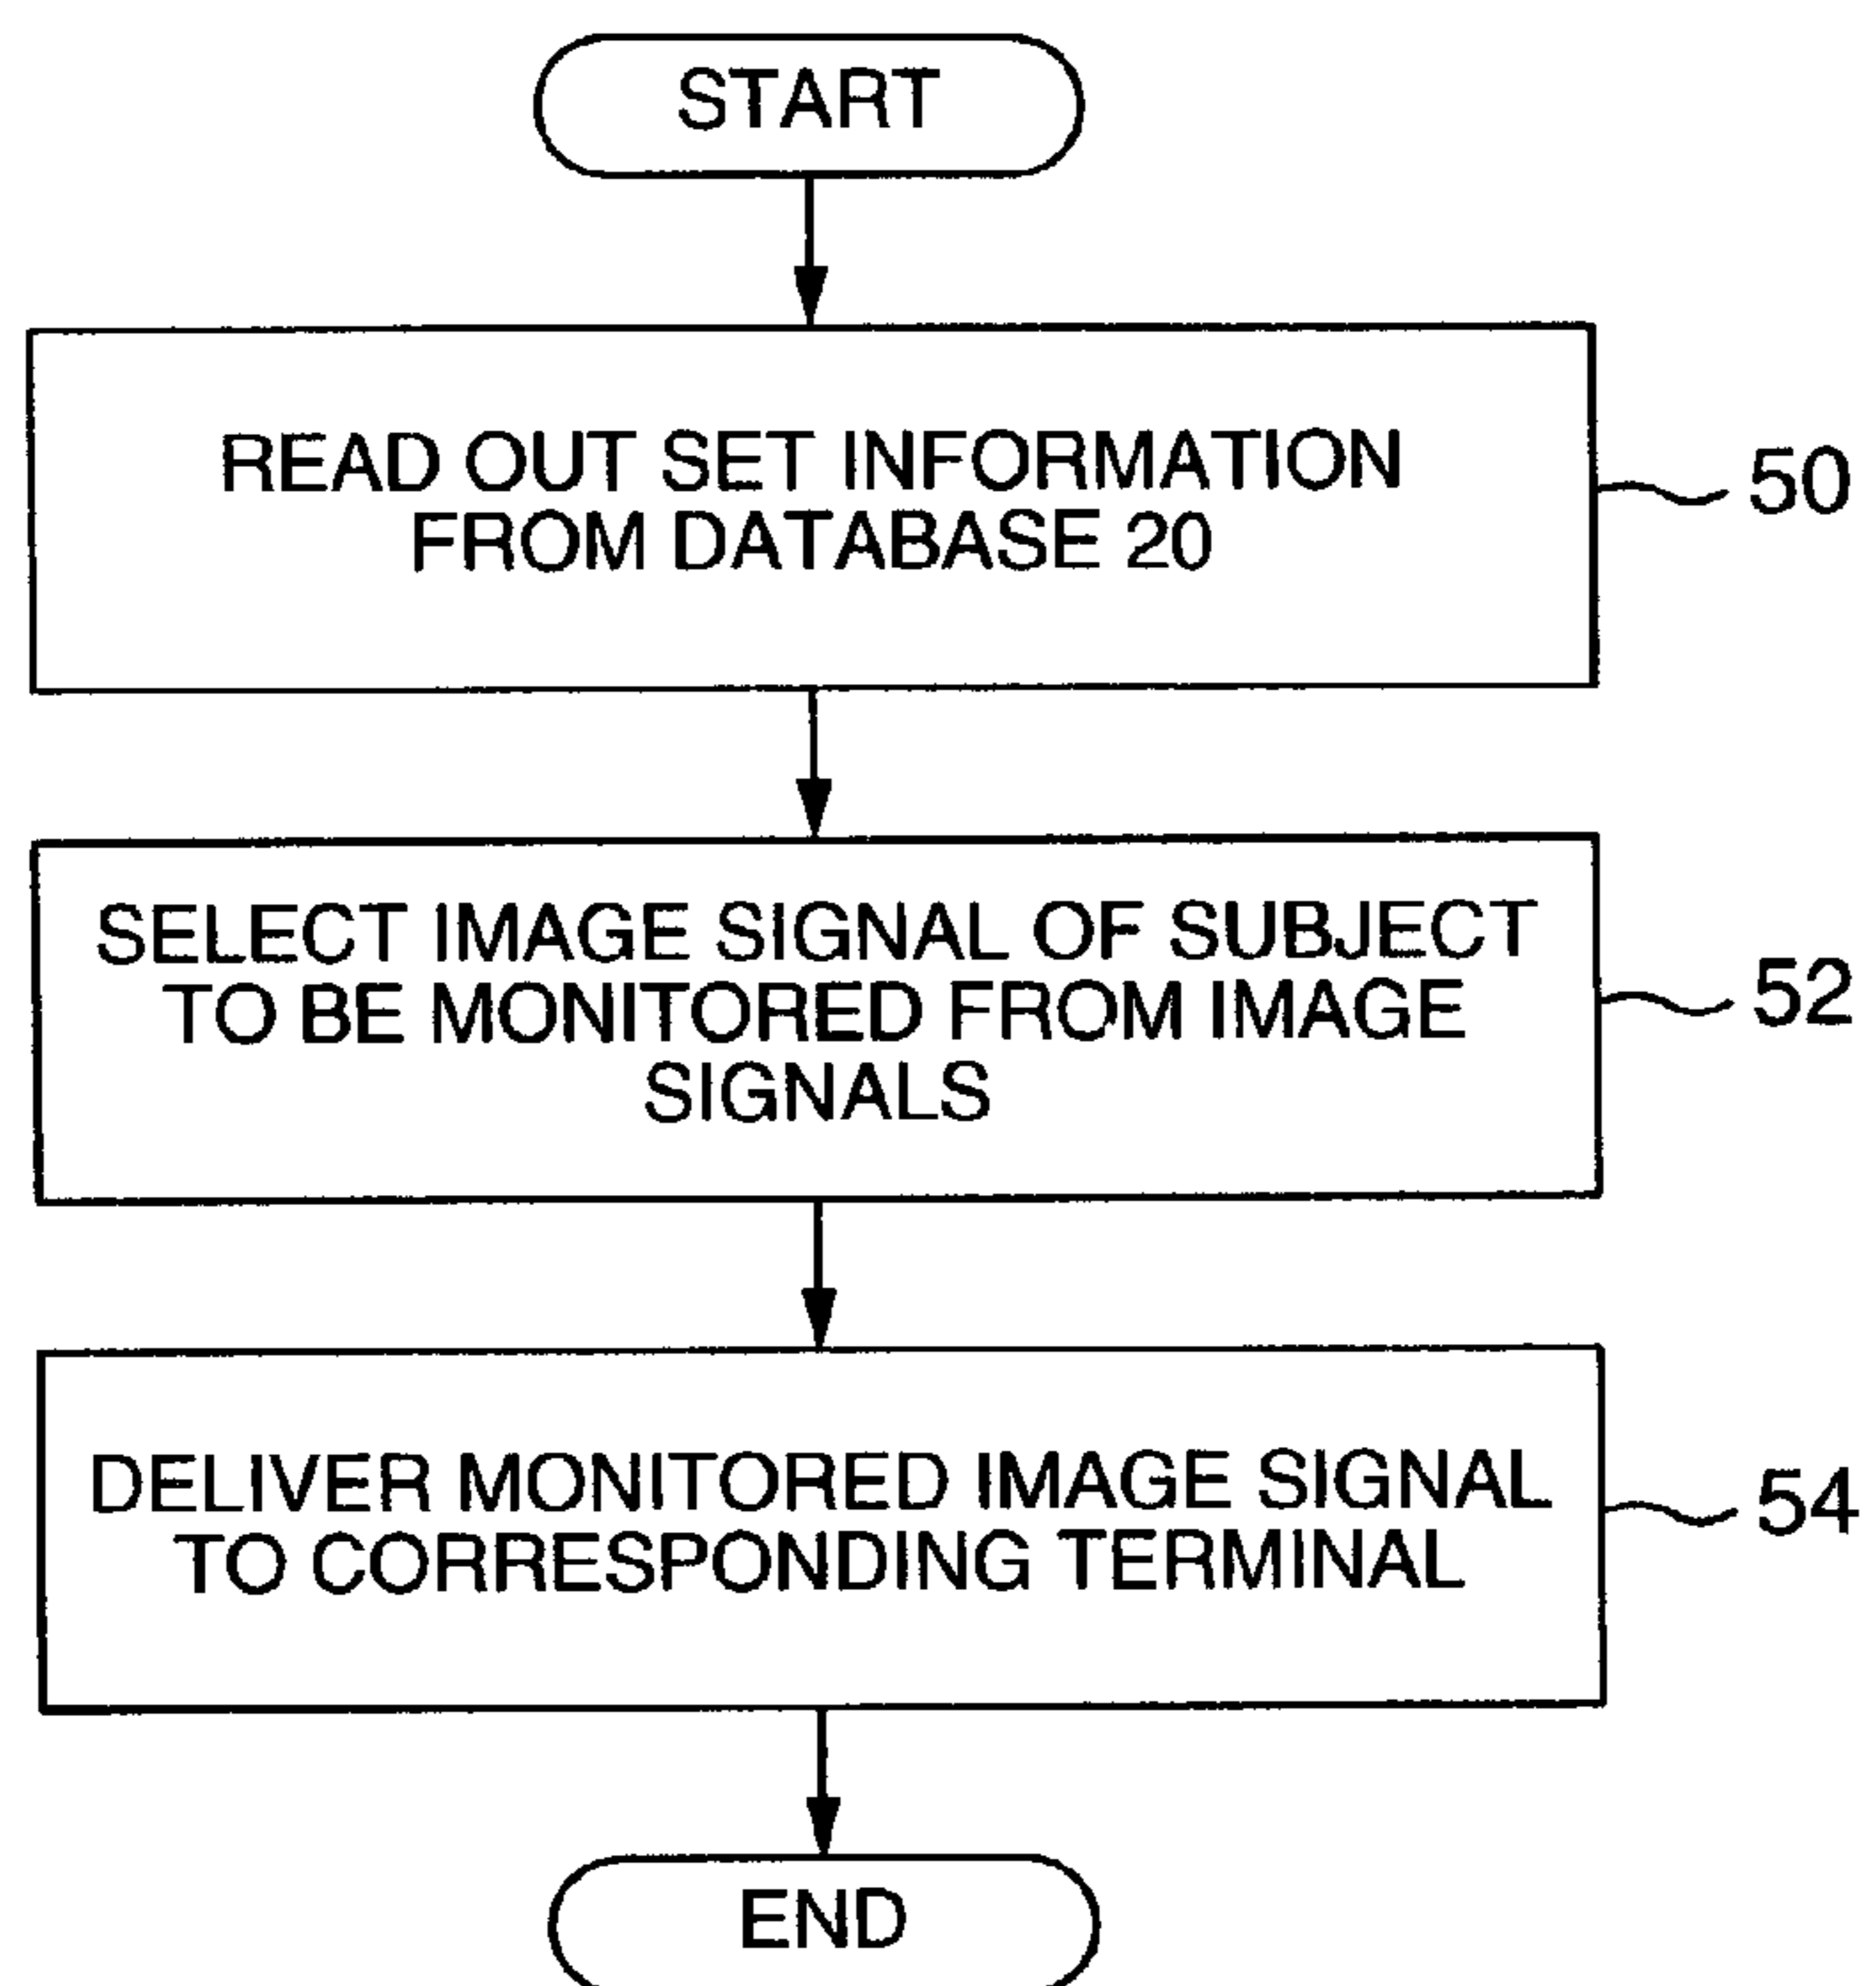 START
READ OUT SET INFORMATION
FROM DATABASE 20
50
SELECT IMAGE SIGNAL OF SUBJECT
TO BE MONITORED FROM IMAGE
SIGNALS
52
DELIVER MONITORED IMAGE SIGNAL
TO CORRESPONDING TERMINAL
54
END